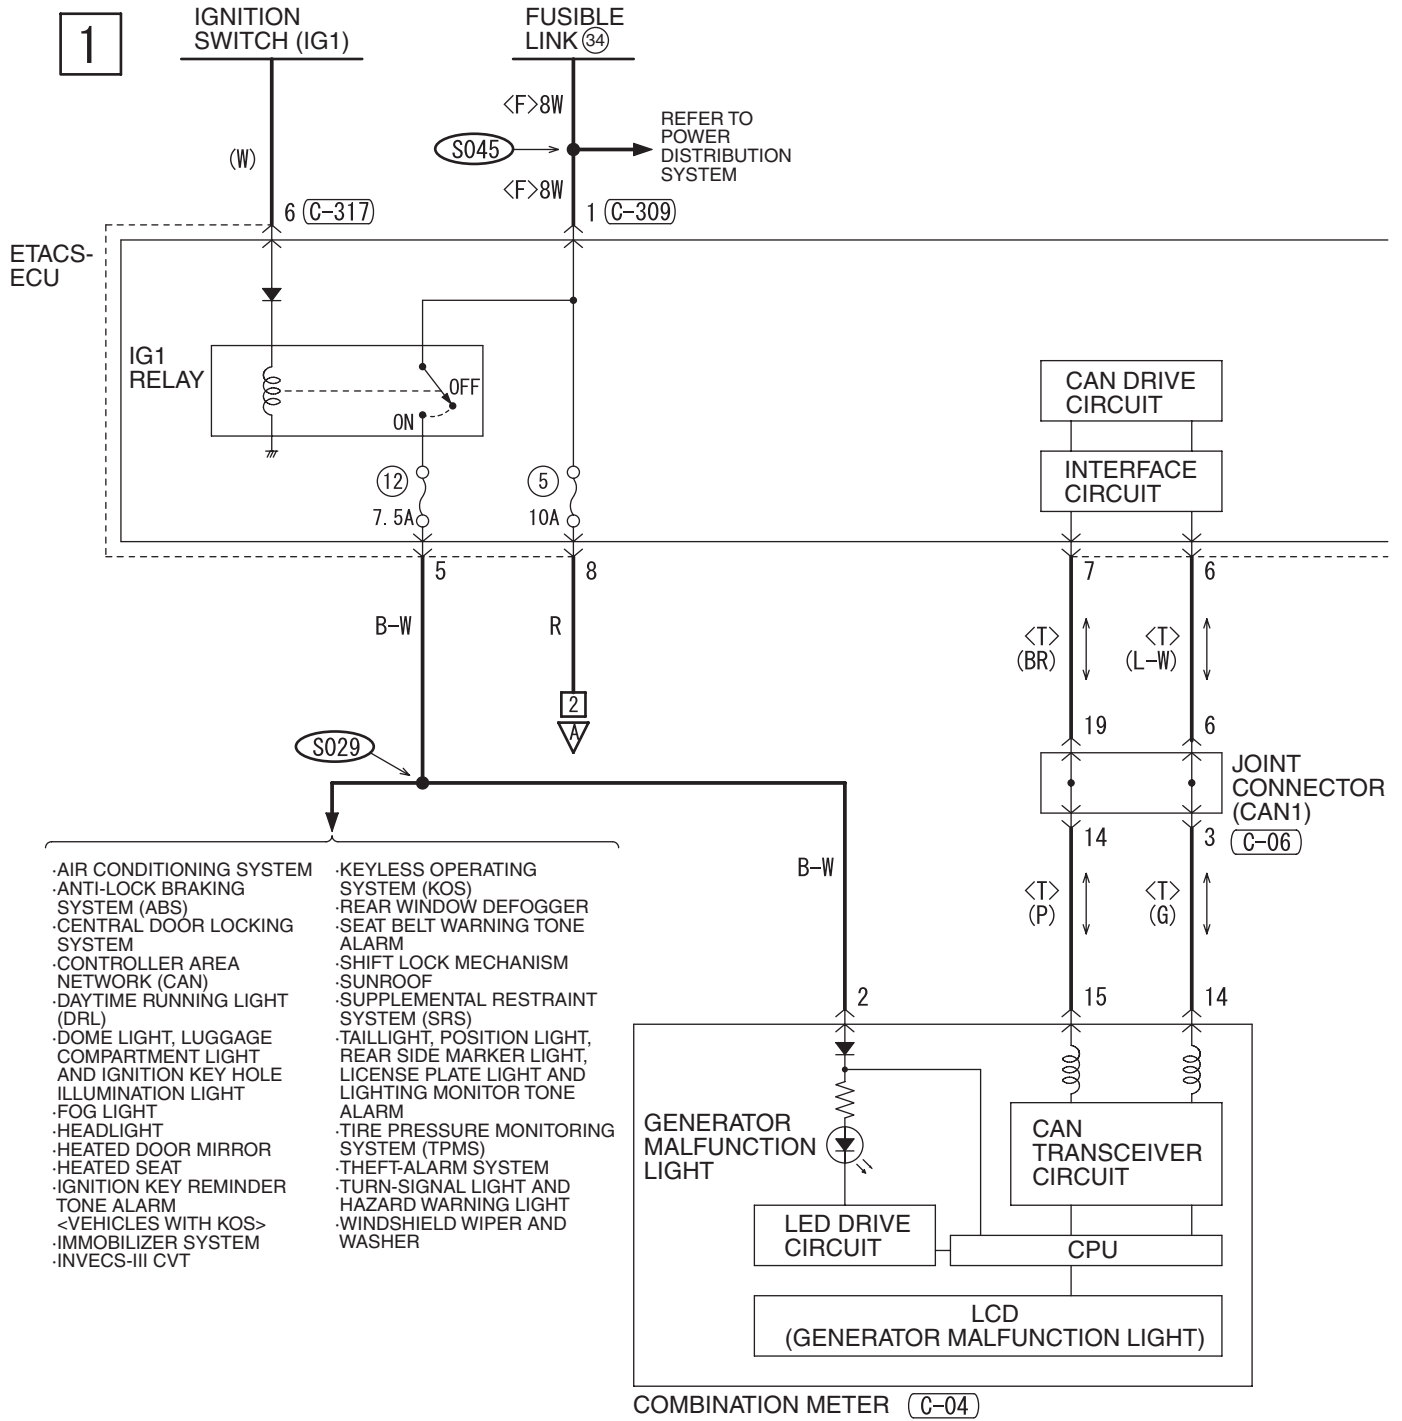 1
IGNITION
SWITCH (IG1)
FUSIBLE
LINK 34
<F>8W
(W)
S045
REFER TO
POWER
DISTRIBUTION
SYSTEM
<F>8W
6 C-317
1 C-309
ETACS-
ECU
IG1
RELAY
OFF
ON
12
7.5A
5
10A
CAN DRIVE
CIRCUIT
INTERFACE
CIRCUIT
5
8
7
6
B-W
R
<T>
(BR)
<T>
(L-W)
2
A
S029
19
6
JOINT
CONNECTOR
(CAN1)
C-06
14
3
·AIR CONDITIONING SYSTEM
·ANTI-LOCK BRAKING
SYSTEM (ABS)
·CENTRAL DOOR LOCKING
SYSTEM
·CONTROLLER AREA
NETWORK (CAN)
·DAYTIME RUNNING LIGHT
(DRL)
·DOME LIGHT, LUGGAGE
COMPARTMENT LIGHT
AND IGNITION KEY HOLE
ILLUMINATION LIGHT
·FOG LIGHT
·HEADLIGHT
·HEATED DOOR MIRROR
·HEATED SEAT
·IGNITION KEY REMINDER
TONE ALARM
<VEHICLES WITH KOS>
·IMMOBILIZER SYSTEM
·INVECS-III CVT
·KEYLESS OPERATING
SYSTEM (KOS)
·REAR WINDOW DEFOGGER
·SEAT BELT WARNING TONE
ALARM
·SHIFT LOCK MECHANISM
·SUNROOF
·SUPPLEMENTAL RESTRAINT
SYSTEM (SRS)
·TAILLIGHT, POSITION LIGHT,
REAR SIDE MARKER LIGHT,
LICENSE PLATE LIGHT AND
LIGHTING MONITOR TONE
ALARM
·TIRE PRESSURE MONITORING
SYSTEM (TPMS)
·THEFT-ALARM SYSTEM
·TURN-SIGNAL LIGHT AND
HAZARD WARNING LIGHT
·WINDSHIELD WIPER AND
WASHER
B-W
<T>
(P)
<T>
(G)
2
15
14
GENERATOR
MALFUNCTION
LIGHT
CAN
TRANSCEIVER
CIRCUIT
LED DRIVE
CIRCUIT
CPU
LCD
(GENERATOR MALFUNCTION LIGHT)
COMBINATION METER C-04